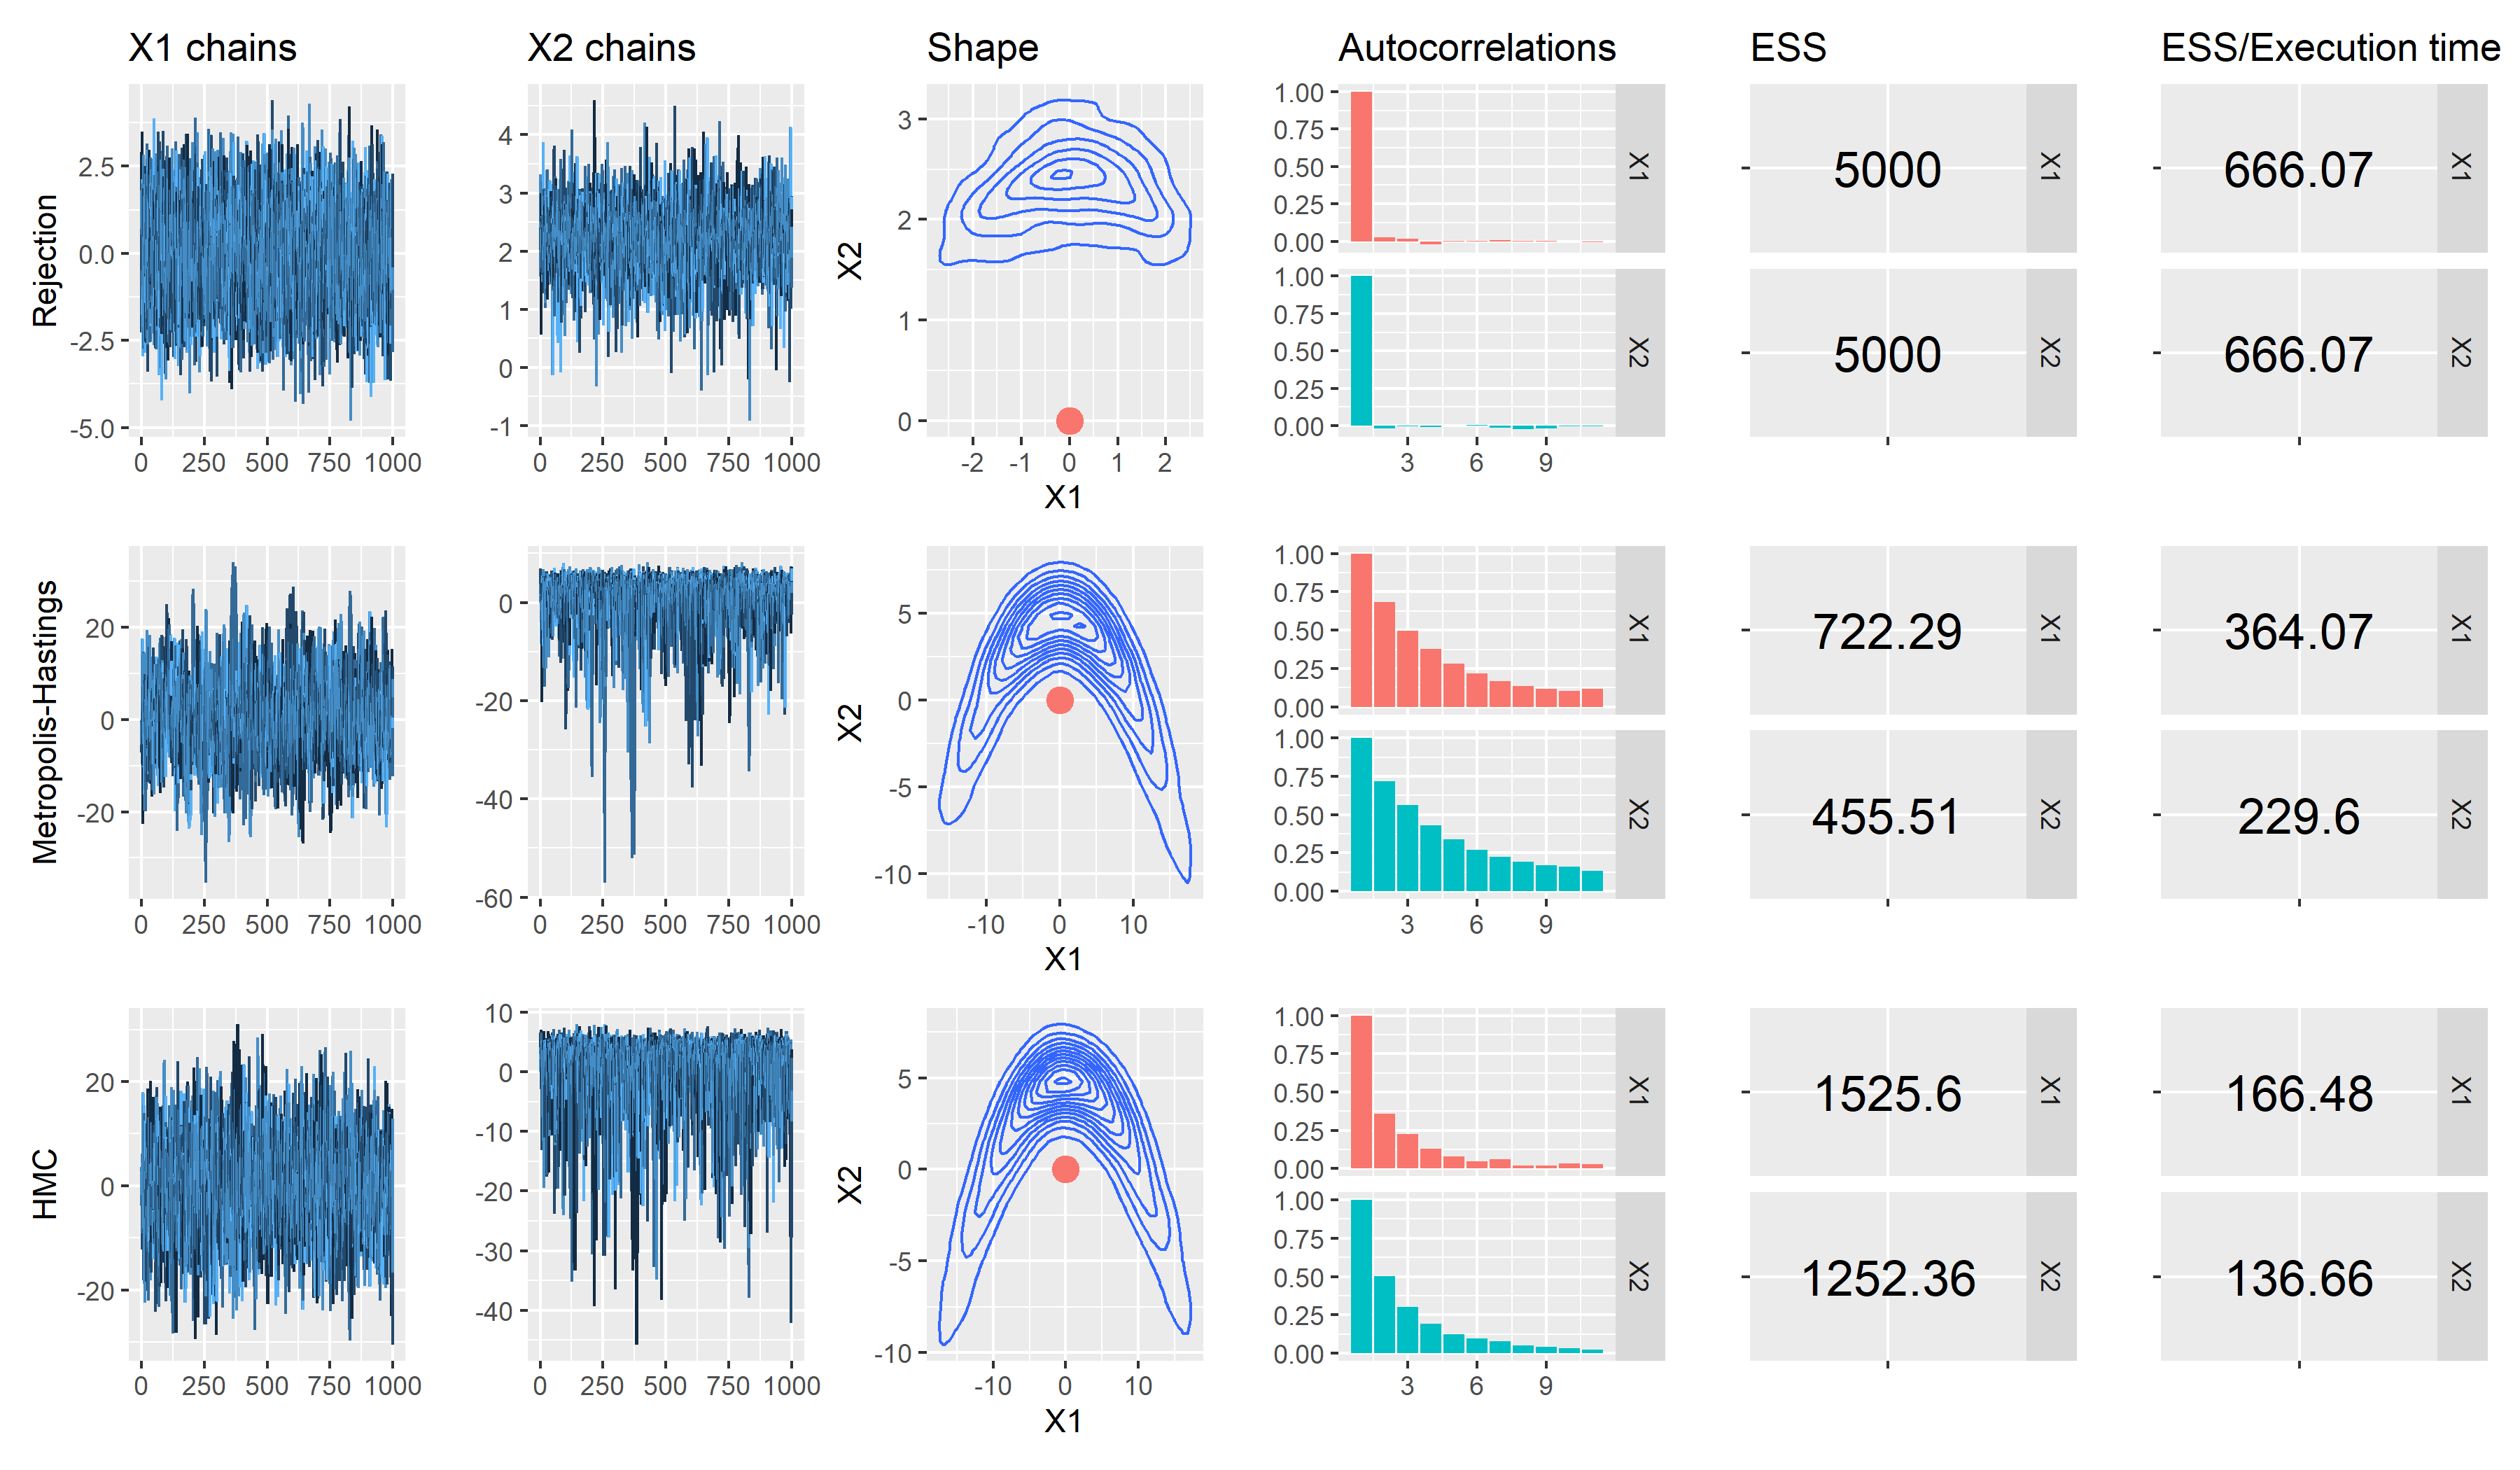 X1 chains
X2 chains
Shape
Autocorrelations
ESS
ESS/Execution time
Rejection
2.5
0.0
-2.5
-5.0
0 250 500 750 1000
4
3
2
1
0
-1
0 250 500 750 1000
X2
3
2
1
0
-2 -1 0 1 2
X1
1.00
0.75
0.50
0.25
0.00
X1
1.00
0.75
0.50
0.25
0.00
X2
3 6 9
5000
X1
5000
X2
666.07
X1
666.07
X2
Metropolis-Hastings
20
0
-20
0 250 500 750 1000
0
-20
-40
-60
0 250 500 750 1000
X2
5
0
-5
-10
-10 0 10
X1
1.00
0.75
0.50
0.25
0.00
X1
1.00
0.75
0.50
0.25
0.00
X2
3 6 9
722.29
X1
455.51
X2
364.07
X1
229.6
X2
HMC
20
0
-20
0 250 500 750 1000
10
0
-10
-20
-30
-40
0 250 500 750 1000
X2
5
0
-5
-10
-10 0 10
X1
1.00
0.75
0.50
0.25
0.00
X1
1.00
0.75
0.50
0.25
0.00
X2
3 6 9
1525.6
X1
1252.36
X2
166.48
X1
136.66
X2